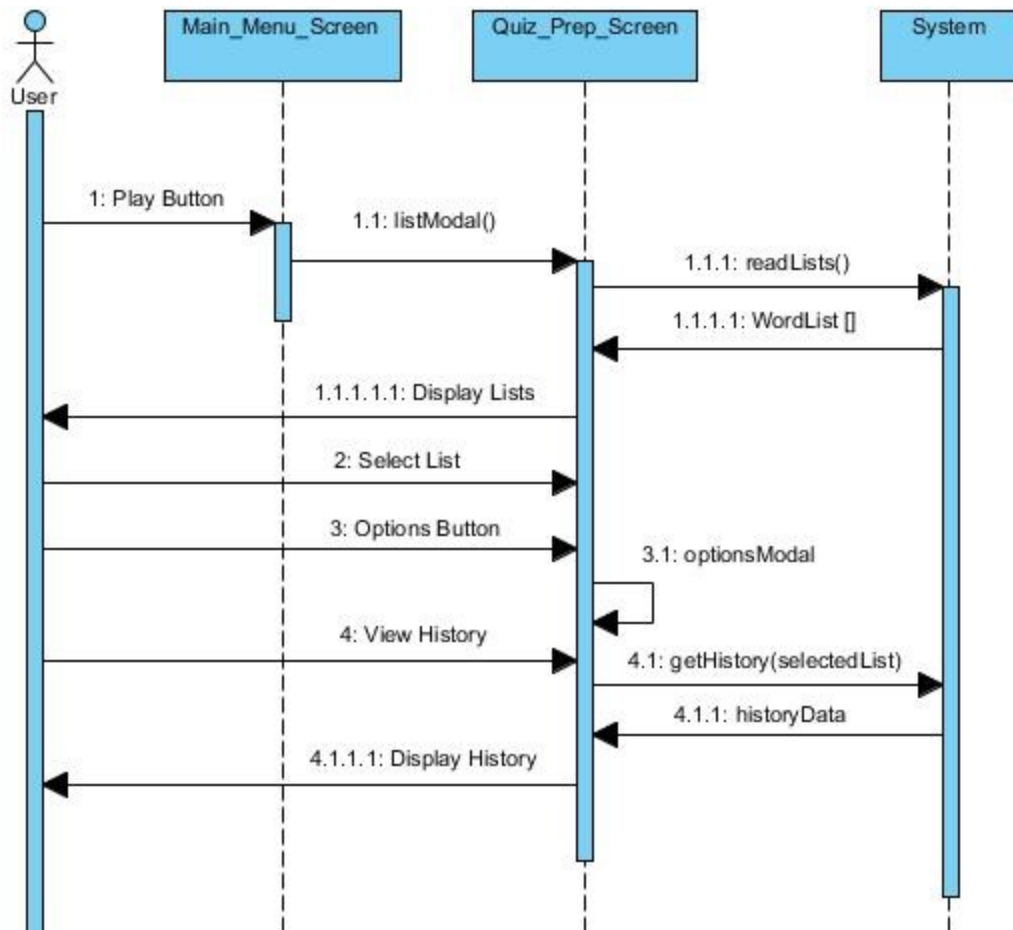 Main_Menu_Screen
Quiz_Prep_Screen
System
User
1: Play Button
1.1: listModal()
1.1.1: readLists()
1.1.1.1: WordList []
1.1.1.1.1: Display Lists
2: Select List
3: Options Button
3.1: optionsModal
4: View History
4.1: getHistory(selectedList)
4.1.1: historyData
4.1.1.1: Display History